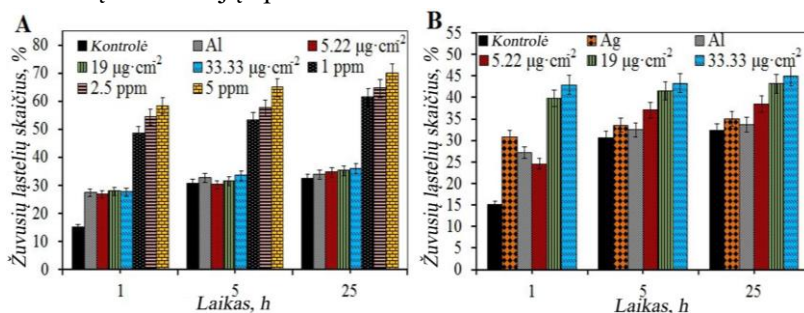 A
Žuvusių ląstelių skaičius, %
80
70
60
50
40
30
20
10
0
Kontrolė
Al
5.22 µg·cm⁻²
19 µg·cm⁻²
33.33 µg·cm⁻²
1 ppm
2.5 ppm
5 ppm
1
5
25
Laikas, h
B
Žuvusių ląstelių skaičius, %
55
50
45
40
35
30
25
20
15
10
5
0
Kontrolė
Ag
Al
5.22 µg·cm⁻²
19 µg·cm⁻²
33.33 µg·cm⁻²
1
5
25
Laikas, h